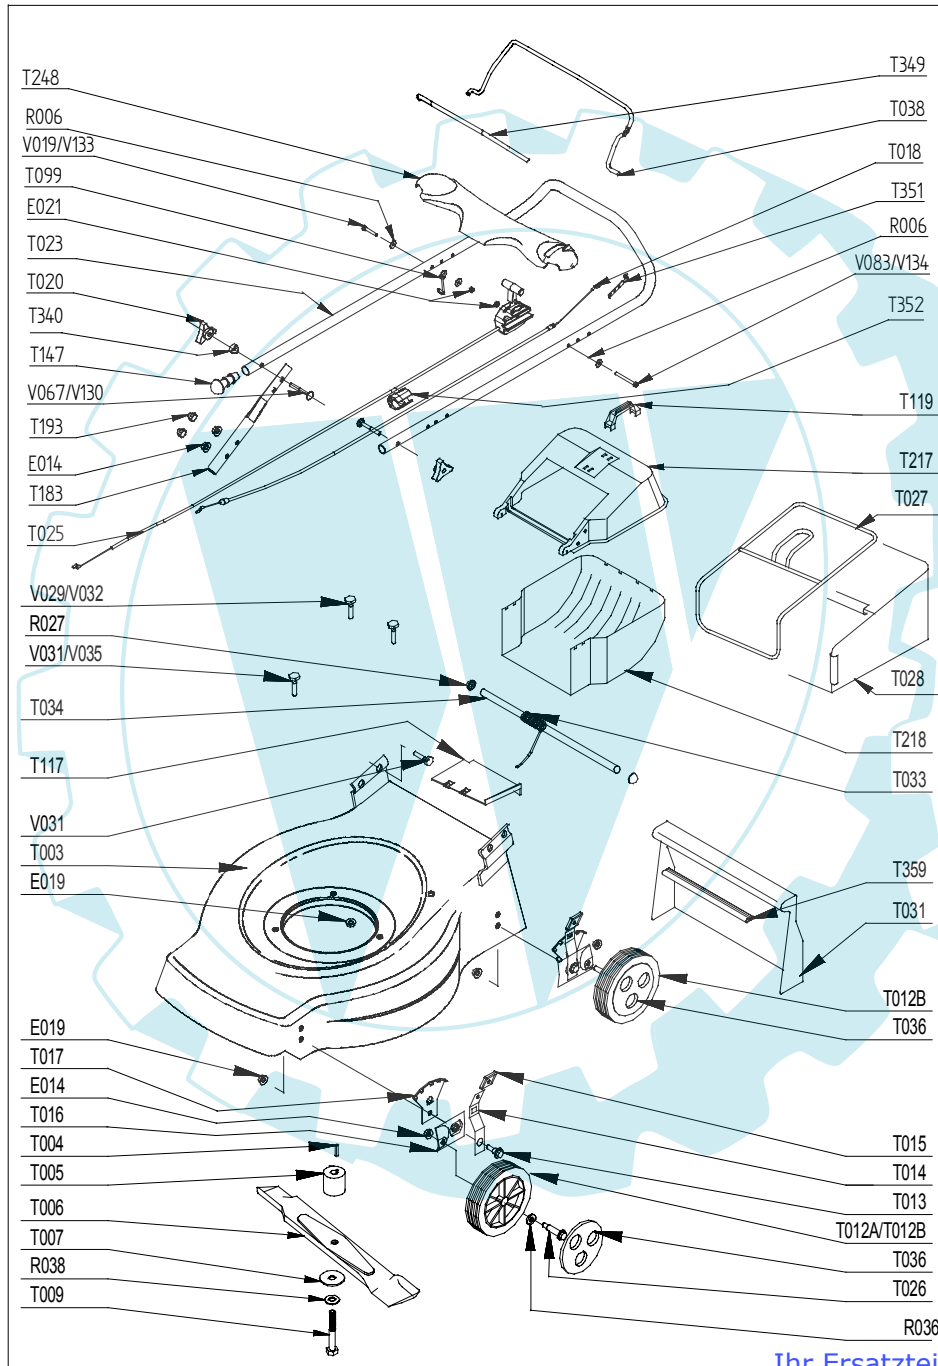 T248
R006
V019/V133
T099
E021
T023
T020
T340
T147
V067/V130
T193
E014
T183
T025
V029/V032
R027
V031/V035
T034
T117
V031
T003
E019
E019
T017
E014
T016
T004
T005
T006
T007
R038
T009
T349
T038
T018
T351
R006
V083/V134
T352
T119
T217
T027
T028
T218
T033
T359
T031
T012B
T036
T015
T014
T013
T012A/T012B
T036
T026
R036
Ihr Ersatztei